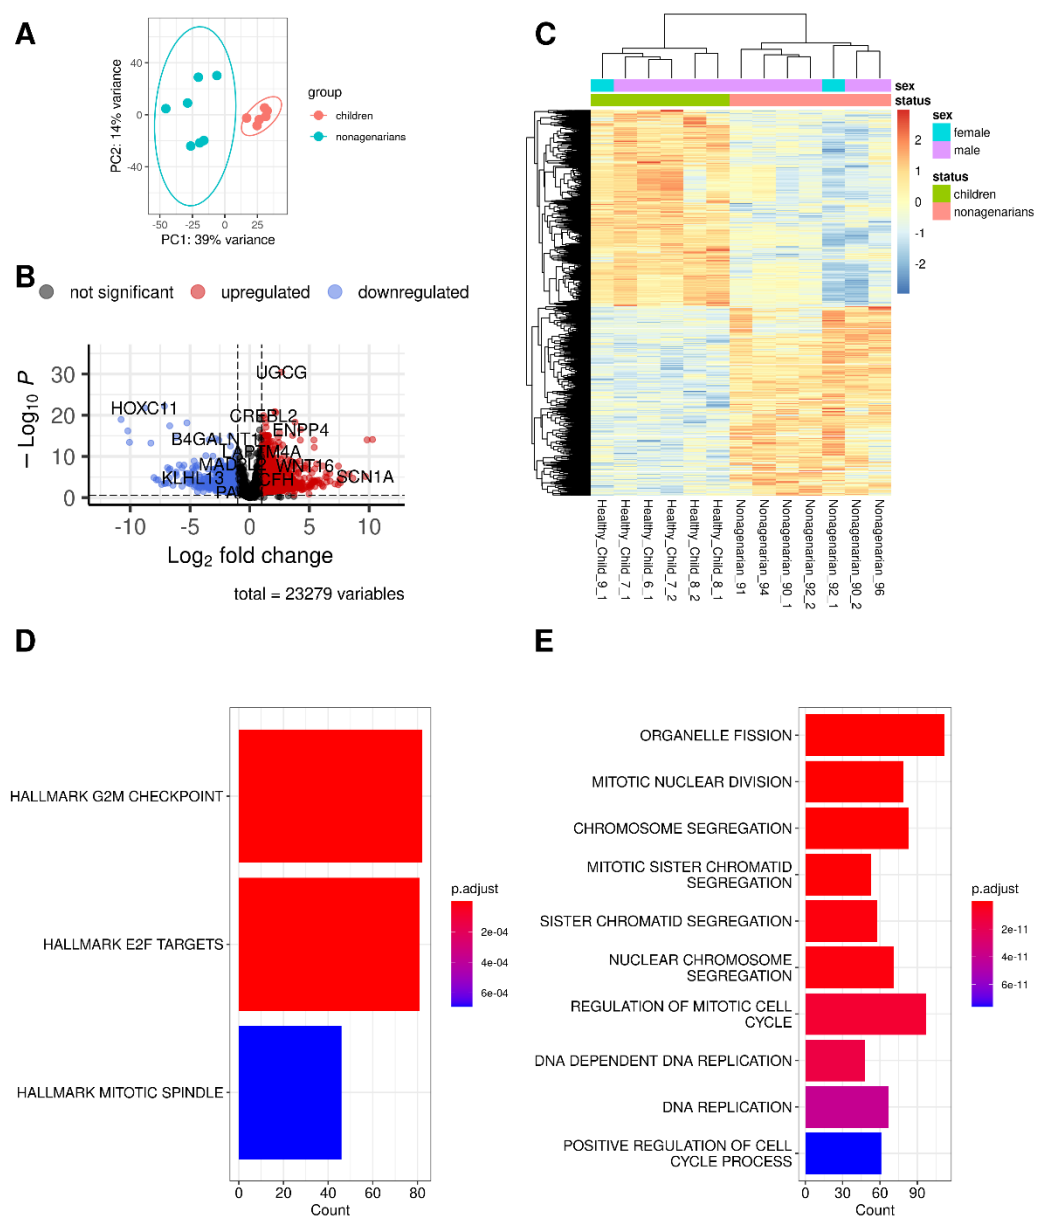 A
PC2: 14% variance
40
0
-40
-50
-25
0
25
PC1: 39% variance
group
children
nonagenarians
B
not significant
upregulated
downregulated
− Log10 P
30
20
10
0
UGCG
HOXC11
CREBL2
ENPP4
B4GALNT1
WNT16
KLHL13
CFH
SCN1A
-10
-5
0
5
10
Log2 fold change
total = 23279 variables
C
sex
status
2
1
0
-1
-2
sex
female
male
status
children
nonagenarians
Healthy_Child_9_1
Healthy_Child_7_1
Healthy_Child_6_1
Healthy_Child_7_2
Healthy_Child_8_2
Healthy_Child_8_1
Nonagenarian_91
Nonagenarian_94
Nonagenarian_90_1
Nonagenarian_92_2
Nonagenarian_92_1
Nonagenarian_90_2
Nonagenarian_96
D
HALLMARK G2M CHECKPOINT
HALLMARK E2F TARGETS
HALLMARK MITOTIC SPINDLE
0
20
40
60
80
Count
p.adjust
2e-04
4e-04
6e-04
E
ORGANELLE FISSION
MITOTIC NUCLEAR DIVISION
CHROMOSOME SEGREGATION
MITOTIC SISTER CHROMATID
SEGREGATION
SISTER CHROMATID SEGREGATION
NUCLEAR CHROMOSOME
SEGREGATION
REGULATION OF MITOTIC CELL
CYCLE
DNA DEPENDENT DNA REPLICATION
DNA REPLICATION
POSITIVE REGULATION OF CELL
CYCLE PROCESS
0
30
60
90
Count
p.adjust
2e-11
4e-11
6e-11